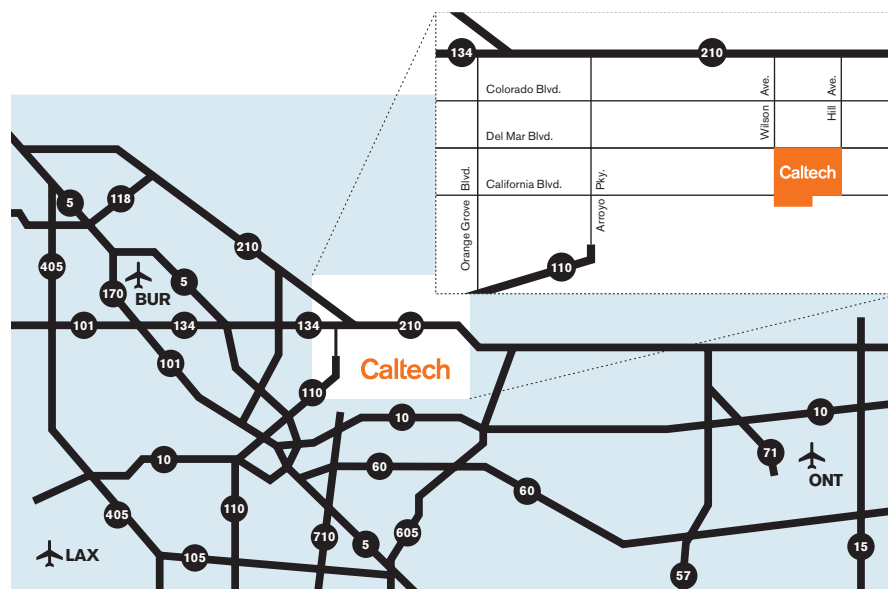 134
210
Colorado Blvd.
Wilson Ave.
Hill Ave.
Del Mar Blvd.
Caltech
California Blvd.
Orange Grove Blvd.
Arroyo Pky.
110
5
118
210
405
170
BUR
5
101
134
134
210
101
110
Caltech
10
10
71
ONT
10
60
60
405
110
710
5
605
LAX
105
57
15